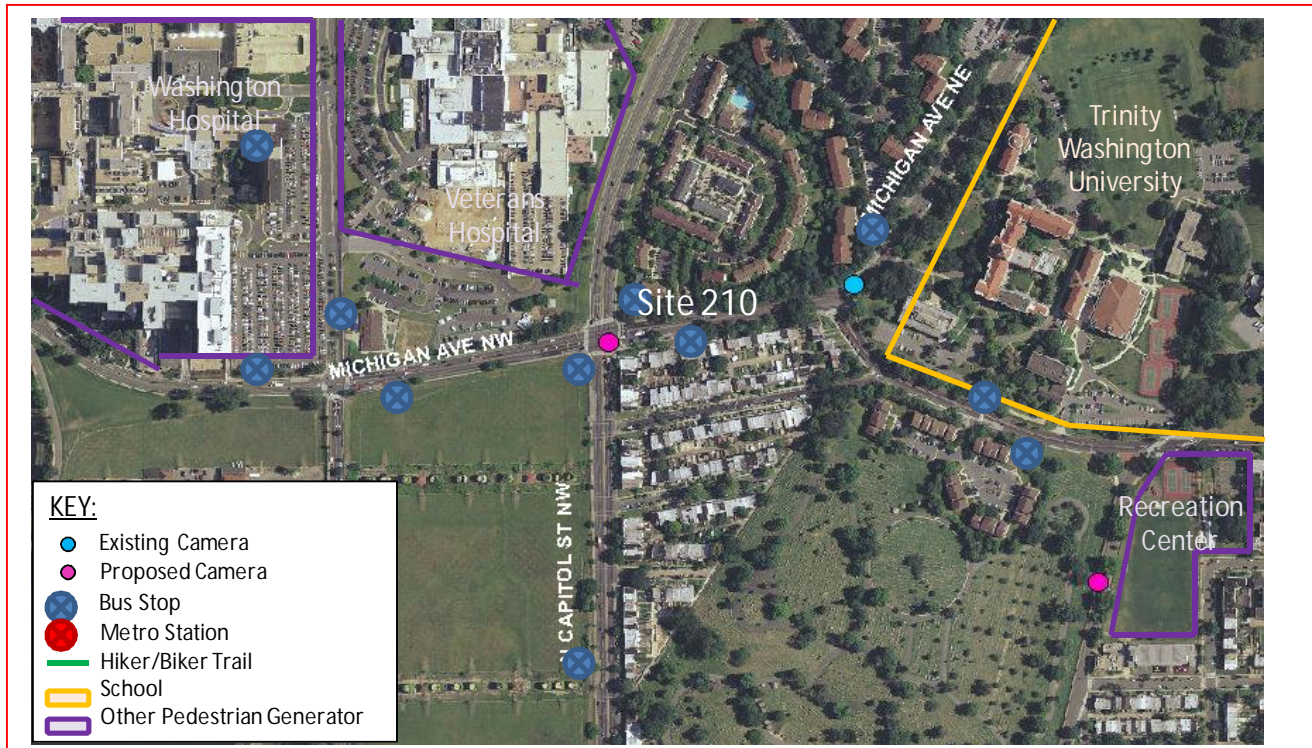 Washington
Hospital
Veterans
Hospital
MICHIGAN AVE NE
Trinity
Washington
University
Site 210
MICHIGAN AVE NW
N CAPITOL ST NW
Recreation
Center
KEY:
Existing Camera
Proposed Camera
Bus Stop
Metro Station
Hiker/Biker Trail
School
Other Pedestrian Generator